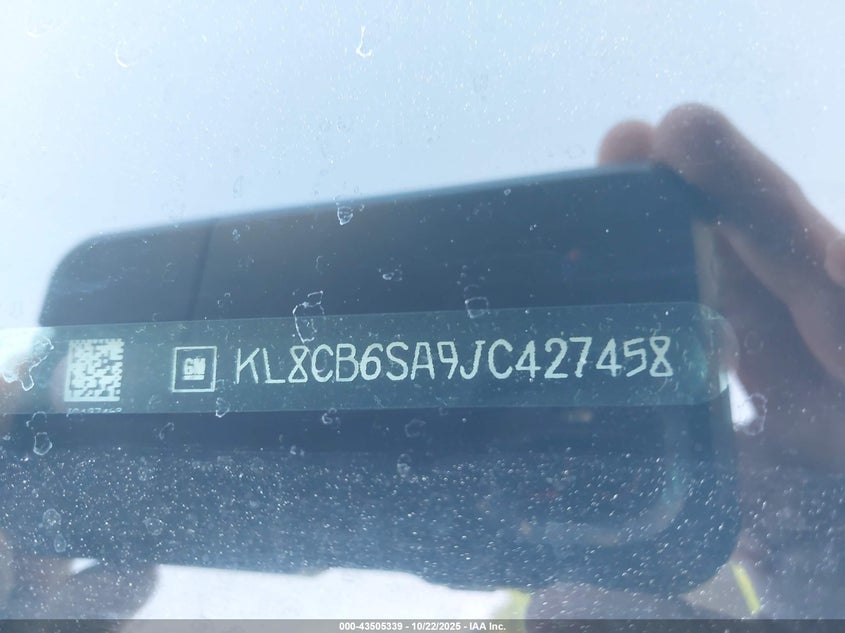 GM KL8CB6SA9JC427458
000-43505339 - 10/22/2025 - IAA Inc.